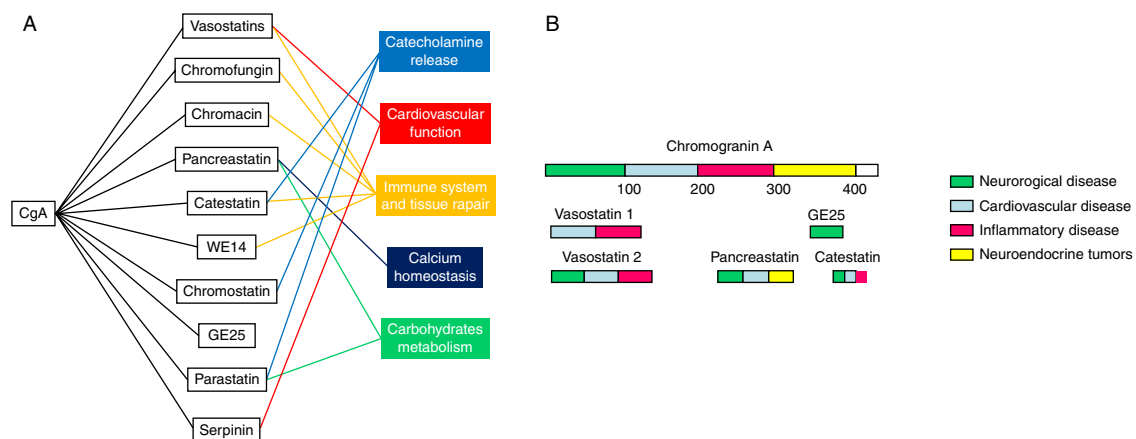 A
CgA
Vasostatins
Chromofungin
Chromacin
Pancreastatin
Catestatin
WE14
Chromostatin
GE25
Parastatin
Serpinin
Catecholamine
release
Cardiovascular
function
Immune system
and tissue rapair
Calcium
homeostasis
Carbohydrates
metabolism
B
Chromogranin A
100 200 300 400
Vasostatin 1
GE25
Vasostatin 2
Pancreastatin
Catestatin
Neurorogical disease
Cardiovascular disease
Inflammatory disease
Neuroendocrine tumors